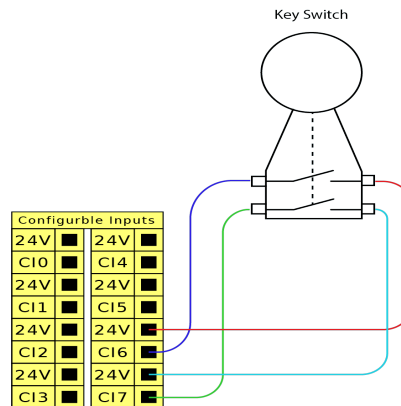 Key Switch
Configurble Inputs
24V 24V
CI0 CI4
24V 24V
CI1 CI5
24V 24V
CI2 CI6
24V 24V
CI3 CI7